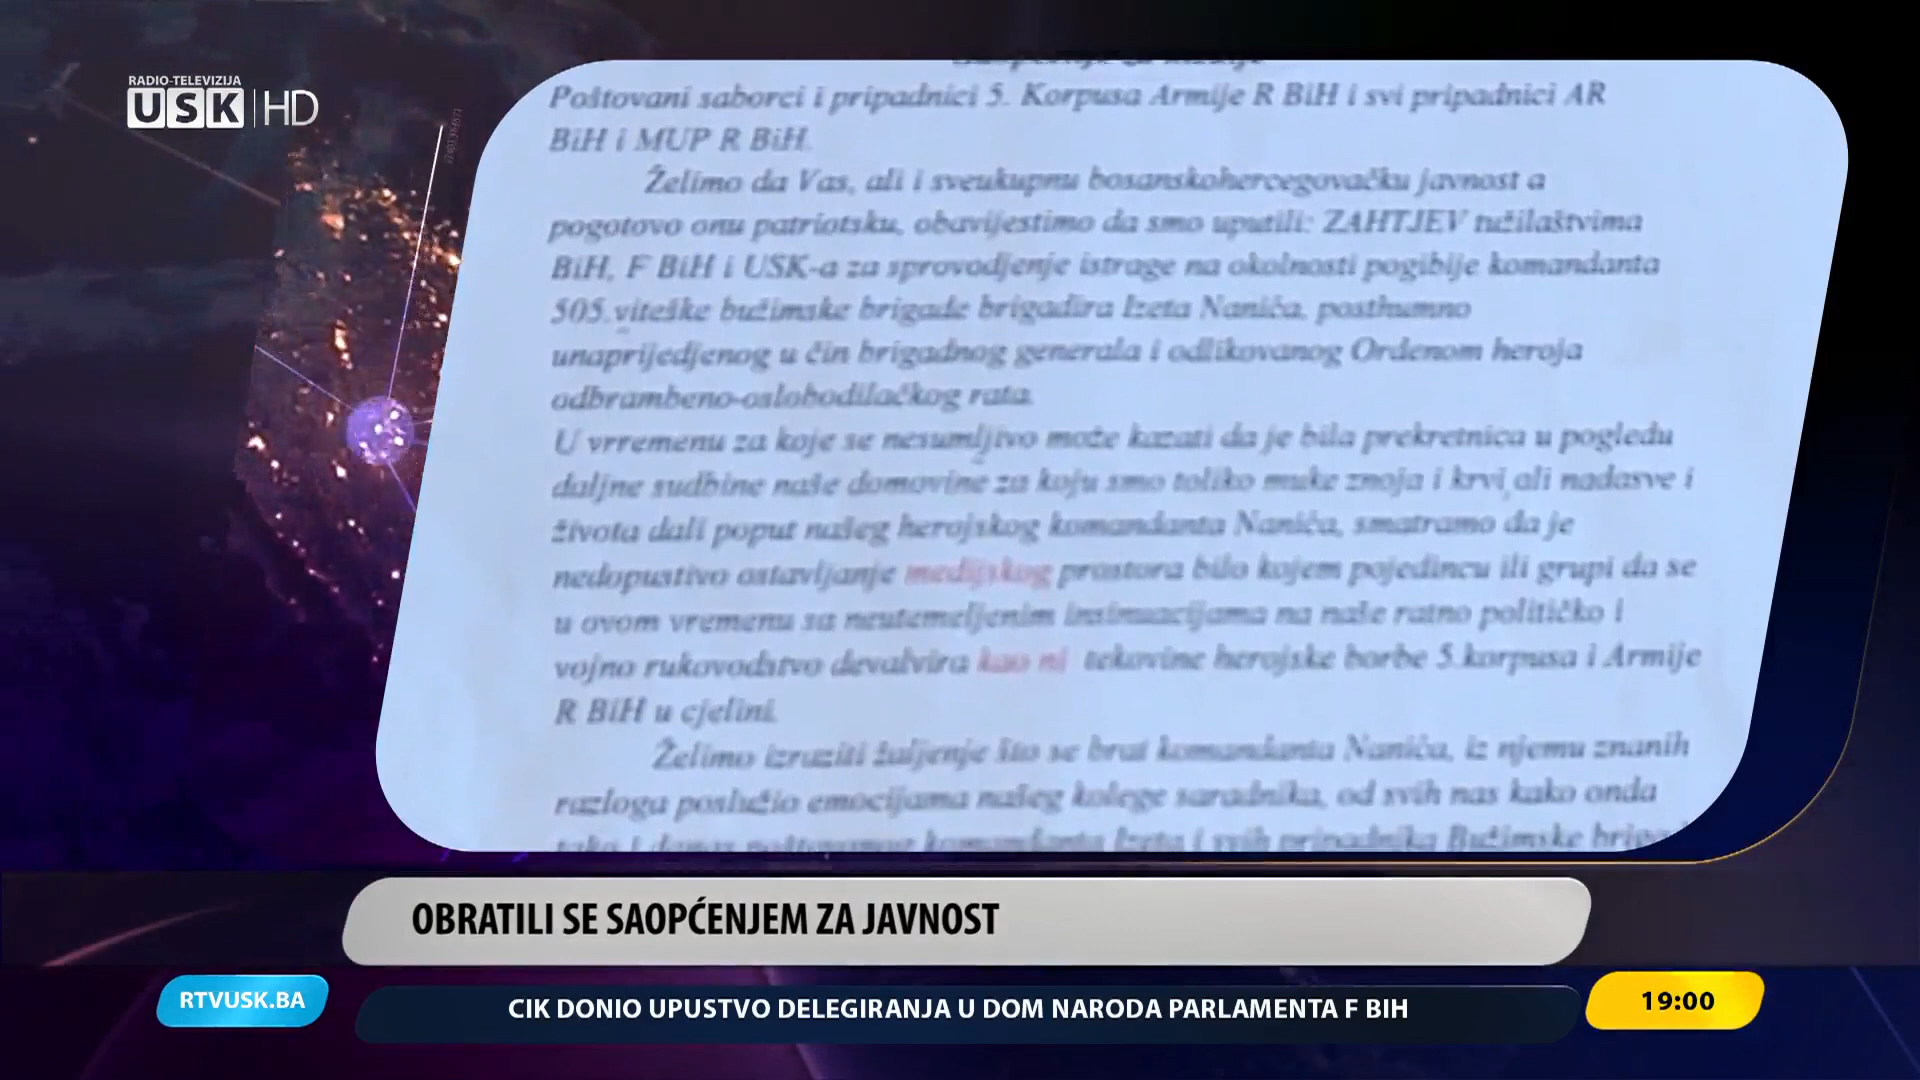 RADIO-TELEVIZIJA
USK HD
Poštovani saborci i pripadnici 5. Korpusa Armije R BiH i svi pripadnici AR
BiH i MUP R BiH.
Želimo da Vas, ali i sveukupnu bosanskohercegovačku javnost a
pogotovo onu patriotsku, obavijestimo da smo uputili: ZAHTJEV tužilaštvima
BiH, F BiH i USK-a za sprovodjenje istrage na okolnosti pogibije komandanta
505.viteške bužimske brigade brigadira Izeta Nanića, posthumno
unaprijedjenog u čin brigadnog generala i odlikovanog Ordenom heroja
odbrambeno-oslobodilačkog rata.
U vrremenu za koje se nesumljivo može kazati da je bila prekretnica u pogledu
daljne sudbine naše domovine za koju smo toliko muke znoja i krvi,ali nadasve i
života dali poput našeg herojskog komandanta Nanića, smatramo da je
nedopustivo ostavljanje medijskog prostora bilo kojem pojedincu ili grupi da se
u ovom vremenu sa neutemeljenim insinuacijama na naše ratno političko i
vojno rukovodstvo devalvira kao ni tekovine herojske borbe 5.korpusa i Armije
R BiH u cjelini.
Želimo izraziti žaljenje što se brat komandanta Nanića, iz njemu znanih
razloga poslužio emocijama našeg kolege saradnika, od svih nas kako onda
komandanta Izeta i svih pripadnika Bužimske
OBRATILI SE SAOPĆENJEM ZA JAVNOST
RTVUSK.BA
CIK DONIO UPUSTVO DELEGIRANJA U DOM NARODA PARLAMENTA F BIH
19:00